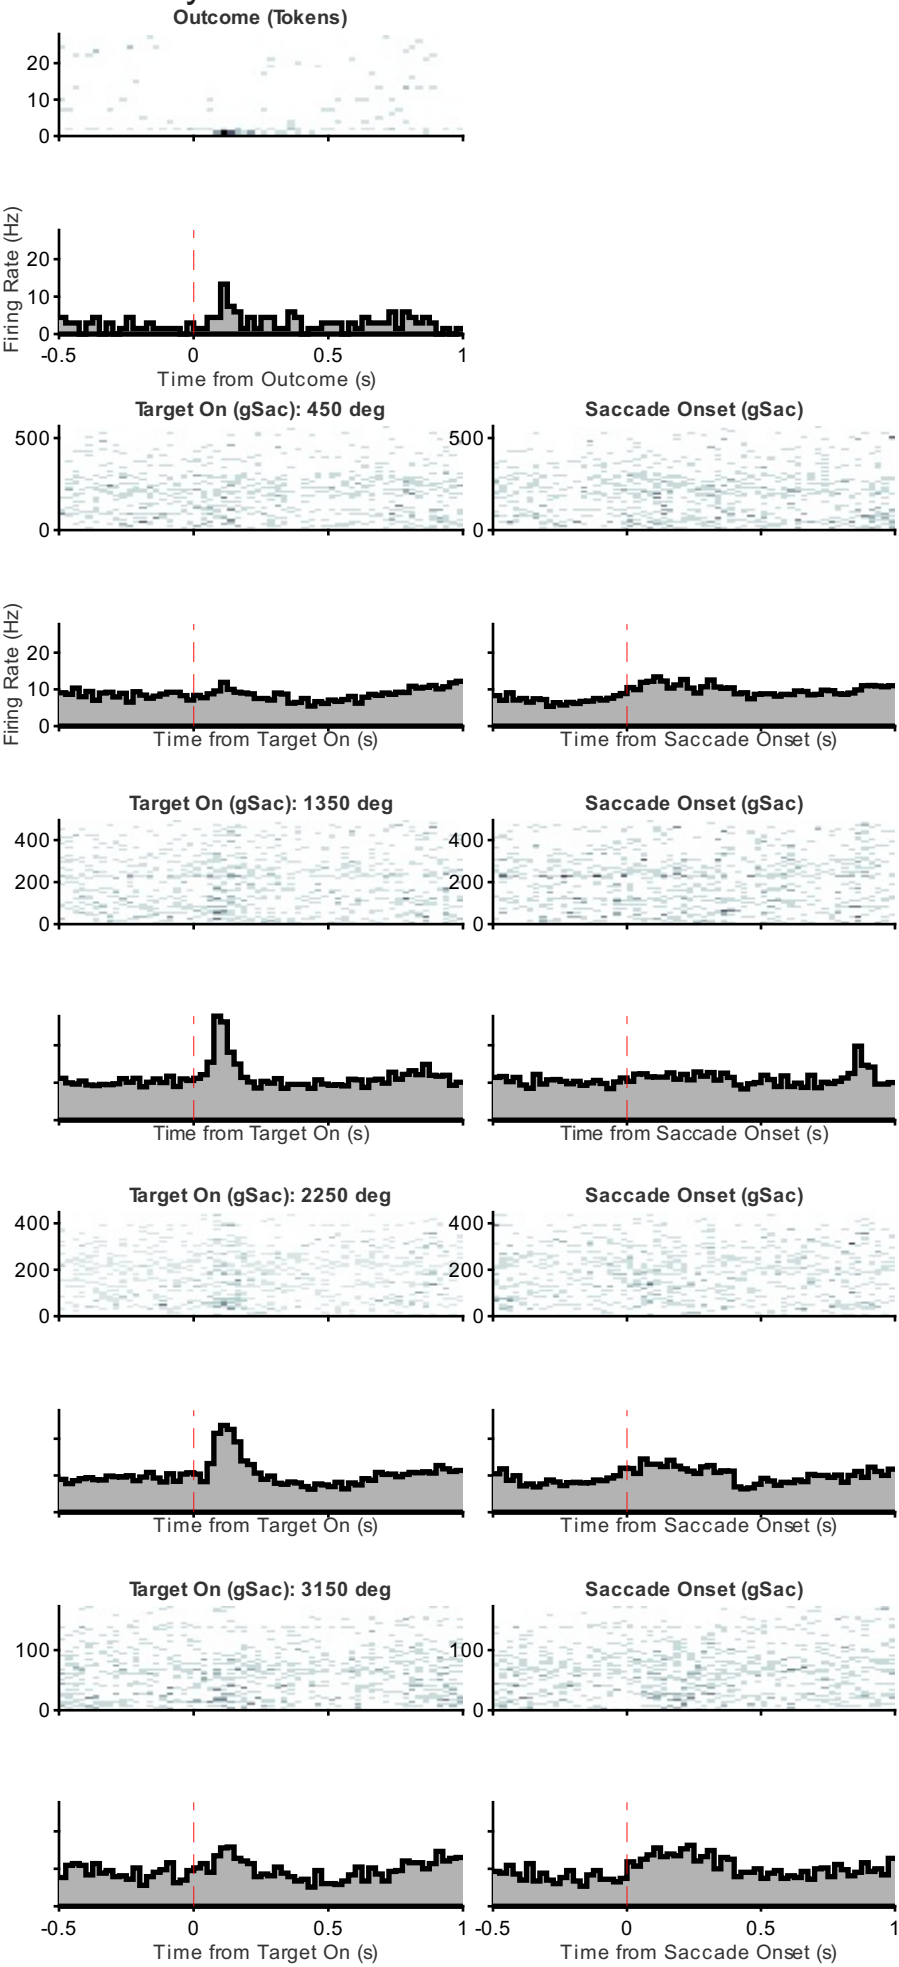 Outcome (Tokens)
20
10
0
Firing Rate (Hz)
20
10
0
-0.5 0 0.5 1
Time from Outcome (s)
Target On (gSac): 450 deg Saccade Onset (gSac)
500 500
0 0
Firing Rate (Hz)
20
10
0
Time from Target On (s) Time from Saccade Onset (s)
Target On (gSac): 1350 deg Saccade Onset (gSac)
400 400
200 200
0 0
Time from Target On (s) Time from Saccade Onset (s)
Target On (gSac): 2250 deg Saccade Onset (gSac)
400 400
200 200
0 0
Time from Target On (s) Time from Saccade Onset (s)
Target On (gSac): 3150 deg Saccade Onset (gSac)
100 100
0 0
-0.5 0 0.5 1 -0.5 0 0.5 1
Time from Target On (s) Time from Saccade Onset (s)